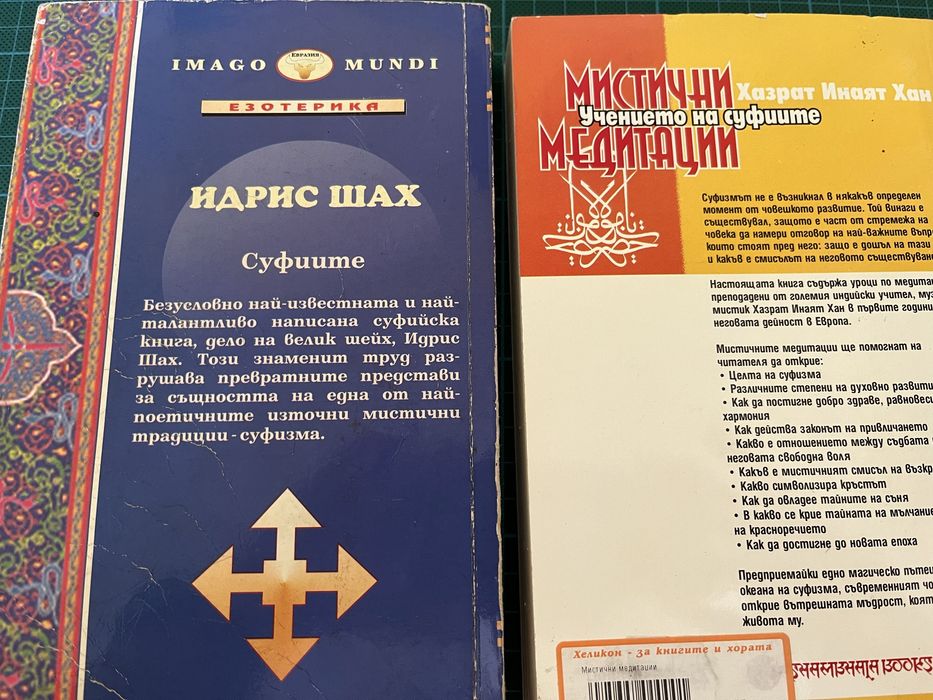 IMAGO ЕВРАЗИЯ MUNDI
ЕЗОТЕРИКА
ИДРИС ШАХ
Суфиите
Безусловно най-известната и най-
талантливо написана суфийска
книга, дело на велик шейх, Идрис
Шах. Този знаменит труд раз-
рушава превратните представи
за същността на една от най-
поетичните източни мистични
традиции - суфизма.
МИСТИЧНИ
Хазрат Инаят Хан
Учението на суфиите
МЕДИТАЦИИ
Суфизмът не е възникнал в някакъв определен
момент от човешкото развитие. Той винаги е
съществувал, защото е част от стремежа на
човека да намери отговор на най-важните
които стоят пред него: защо е дошъл на тази
и какъв е смисълът на неговото
Настоящата книга съдържа уроци по
преподадени от големия индийски учител,
мистик Хазрат Инаят Хан в първите години
неговата дейност в Европа.
Мистичните медитации ще помогнат на
читателя да открие:
• Целта на суфизма
• Различните степени на духовно
• Как да постигне добро здраве,
хармония
• Как действа законът на привличането
• Какво е отношението между съдбата
неговата свободна воля
• Какъв е мистичният смисъл на
• Какво символизира кръстът
• Как да овладее тайните на съня
• В какво се крие тайната на
на красноречието
• Как да достигне до новата епоха
Предприемайки едно магическо
океана на суфизма, съвременният
открие вътрешната мъдрост,
живота му.
Хеликон - за книгите и хората
Мистични медитации